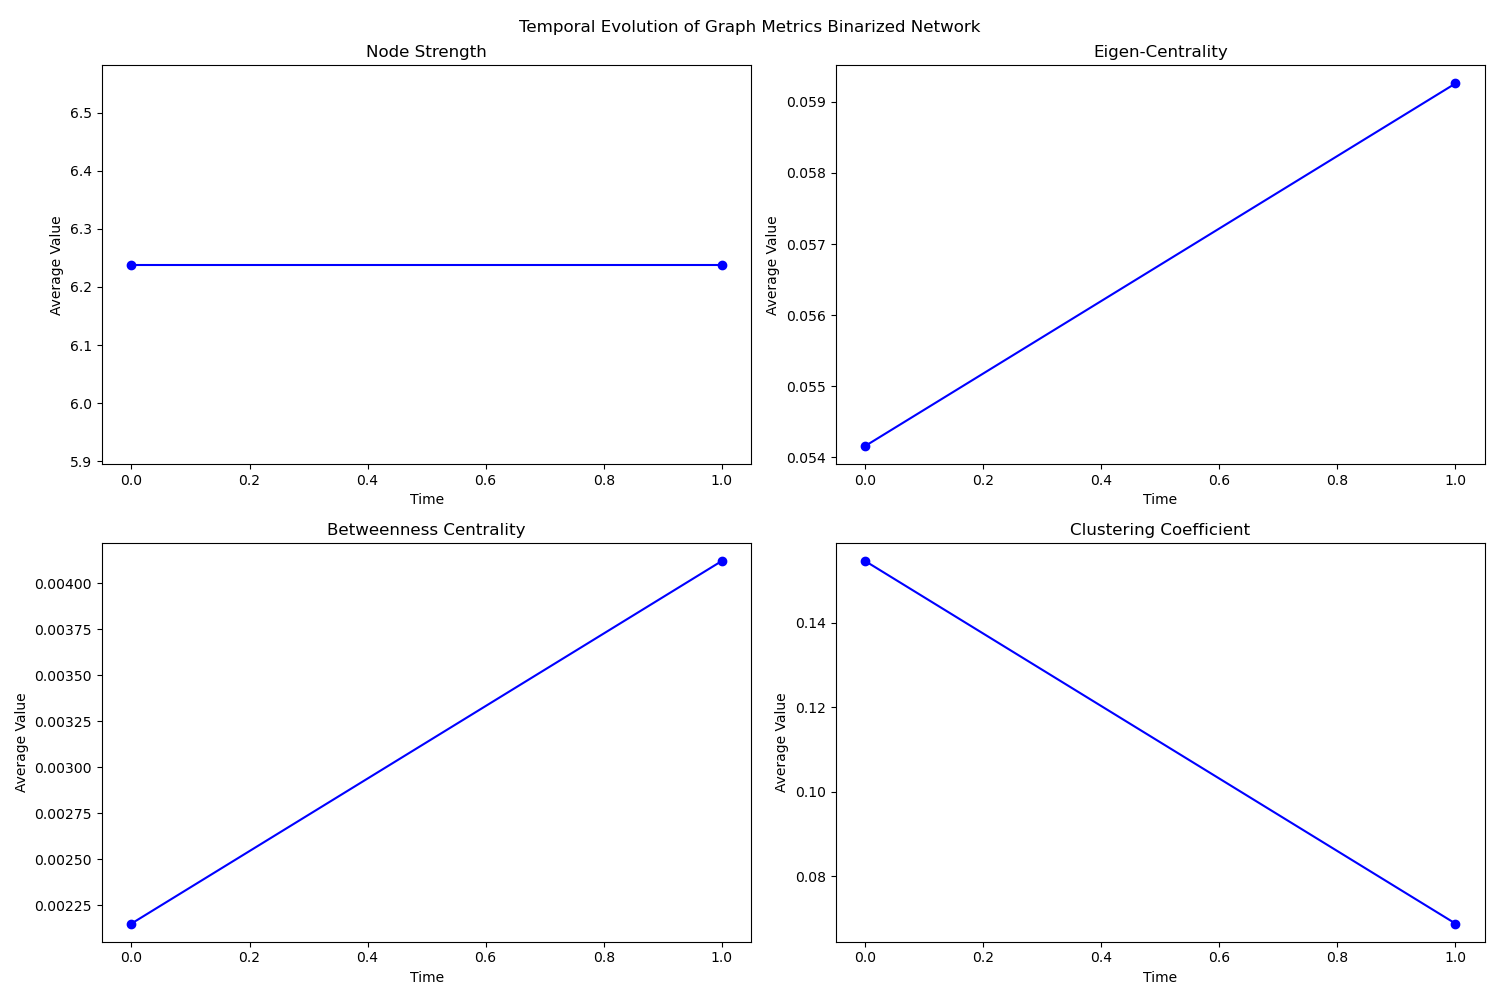 Temporal Evolution of Graph Metrics Binarized Network
Node Strength
6.5
6.4
6.3
6.2
6.1
6.0
5.9
Average Value
0.0 0.2 0.4 0.6 0.8 1.0
Time
Eigen-Centrality
0.059
0.058
0.057
0.056
0.055
0.054
Average Value
0.0 0.2 0.4 0.6 0.8 1.0
Time
Betweenness Centrality
0.00400
0.00375
0.00350
0.00325
0.00300
0.00275
0.00250
0.00225
Average Value
0.0 0.2 0.4 0.6 0.8 1.0
Time
Clustering Coefficient
0.14
0.12
0.10
0.08
Average Value
0.0 0.2 0.4 0.6 0.8 1.0
Time